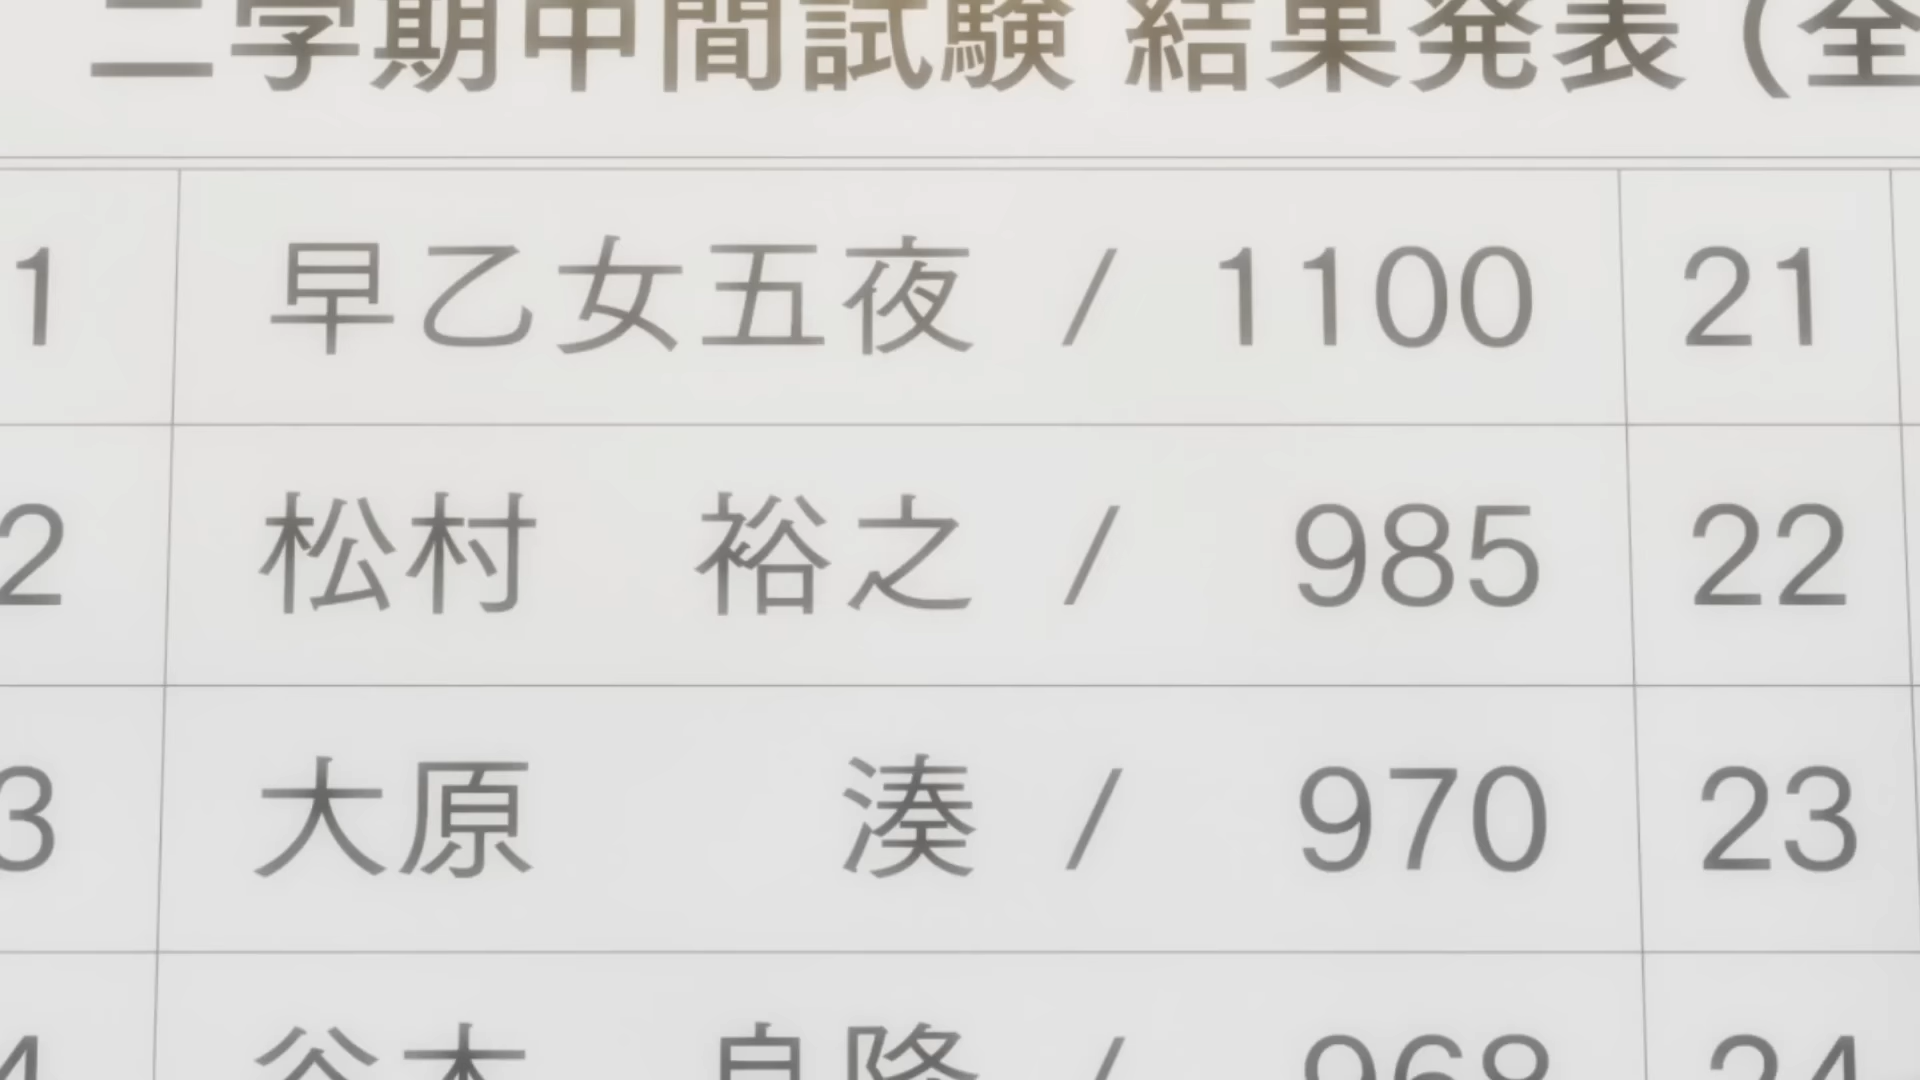 二学期中間試験 結果発表（全
1 早乙女五夜 / 1100 21
2 松村 裕之 / 985 22
3 大原 湊 / 970 23
4 谷本 良隆 / 968 24